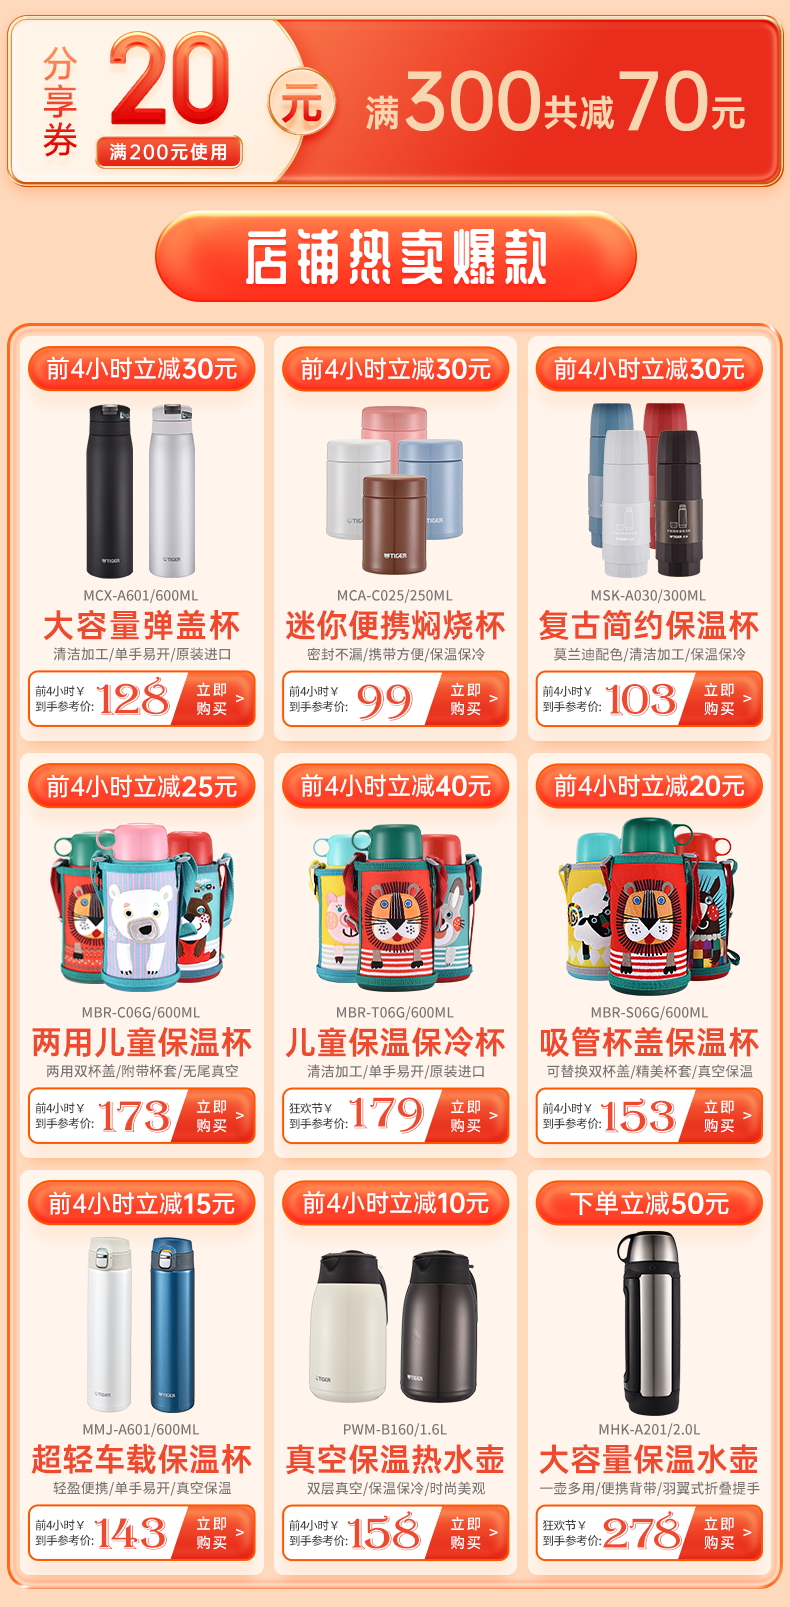 分享券
20元
满200元使用
满300共减70元
店铺热卖爆款
前4小时立减30元
TIGER
TIGER
MCX-A601/600ML
大容量弹盖杯
清洁加工/单手易开/原装进口
前4小时￥
到手参考价:
128
立即
购买
>
前4小时立减30元
TIGER
MCA-C025/250ML
迷你便携焖烧杯
密封不漏/携带方便/保温保冷
前4小时￥
到手参考价:
99
立即
购买
>
前4小时立减30元
MSK-A030/300ML
复古简约保温杯
莫兰迪配色/清洁加工/保温保冷
前4小时￥
到手参考价:
103
立即
购买
>
前4小时立减25元
MBR-C06G/600ML
两用儿童保温杯
两用双杯盖/附带杯套/无尾真空
前4小时￥
到手参考价:
173
立即
购买
>
前4小时立减40元
MBR-T06G/600ML
儿童保温保冷杯
清洁加工/单手易开/原装进口
狂欢节￥
到手参考价:
179
立即
购买
>
前4小时立减20元
MBR-S06G/600ML
吸管杯盖保温杯
可替换双杯盖/精美杯套/真空保温
前4小时￥
到手参考价:
153
立即
购买
>
前4小时立减15元
TIGER
TIGER
MMJ-A601/600ML
超轻车载保温杯
轻盈便携/单手易开/真空保温
前4小时￥
到手参考价:
143
立即
购买
>
前4小时立减10元
TIGER
TIGER
PWM-B160/1.6L
真空保温热水壶
双层真空/保温保冷/时尚美观
前4小时￥
到手参考价:
158
立即
购买
>
下单立减50元
MHK-A201/2.0L
大容量保温水壶
一壶多用/便携背带/羽翼式折叠提手
狂欢节￥
到手参考价:
278
立即
购买
>